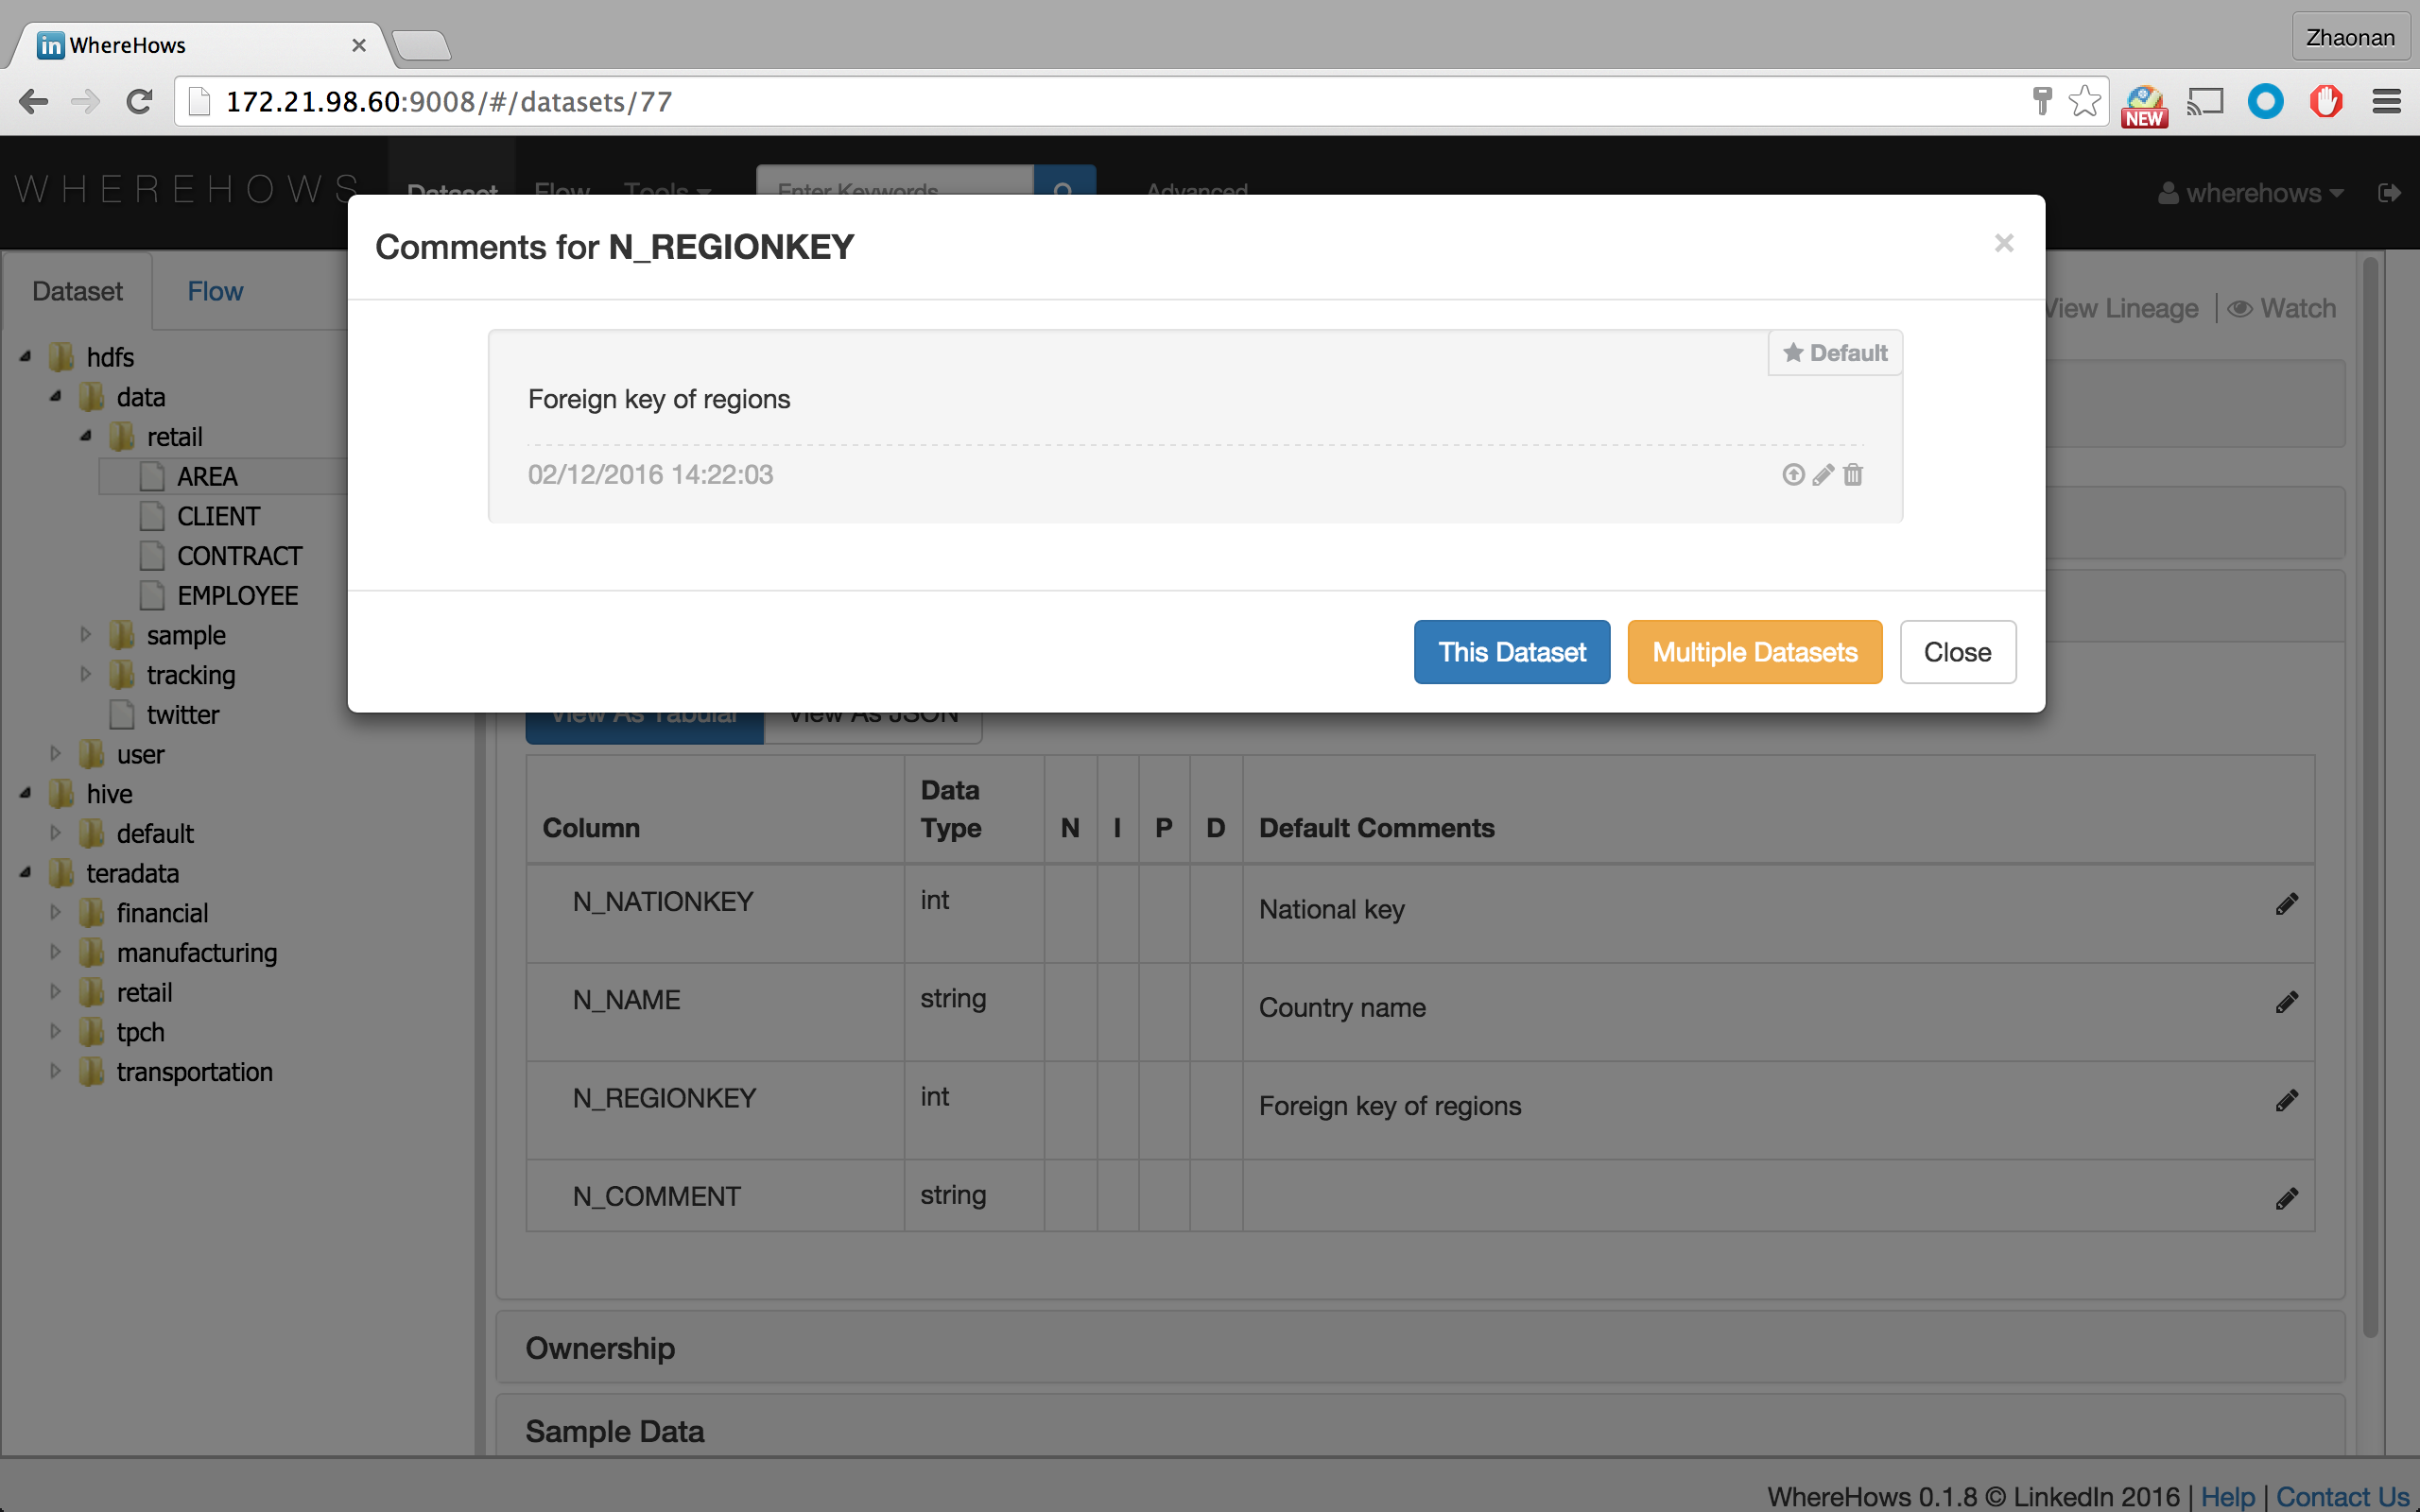 WhereHows
Zhaonan
172.21.98.60:9008/#/datasets/77
NEW
WHEREHOWS
Dataset Flow Tools Enter Keywords Advanced
wherehows
Comments for N_REGIONKEY
Dataset Flow
View Lineage | Watch
Default
Foreign key of regions
02/12/2016 14:22:03
This Dataset Multiple Datasets Close
hdfs
data
retail
AREA
CLIENT
CONTRACT
EMPLOYEE
sample
tracking
twitter
user
hive
default
teradata
financial
manufacturing
retail
tpch
transportation
View As Tabular View As JSON
Column Data Type N I P D Default Comments
N_NATIONKEY int National key
N_NAME string Country name
N_REGIONKEY int Foreign key of regions
N_COMMENT string
Ownership
Sample Data
WhereHows 0.1.8 © LinkedIn 2016 | Help | Contact Us